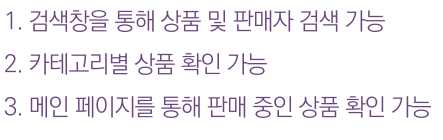 1. 검색창을 통해 상품 및 판매자 검색 가능
2. 카테고리별 상품 확인 가능
3. 메인 페이지를 통해 판매 중인 상품 확인 가능